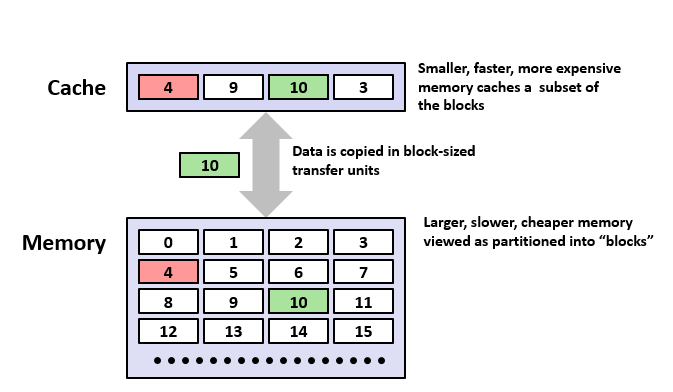 Cache
4 9 10 3
Smaller, faster, more expensive
memory caches a subset of
the blocks
10
Data is copied in block-sized
transfer units
Memory
Larger, slower, cheaper memory
viewed as partitioned into “blocks”
0 1 2 3
4 5 6 7
8 9 10 11
12 13 14 15